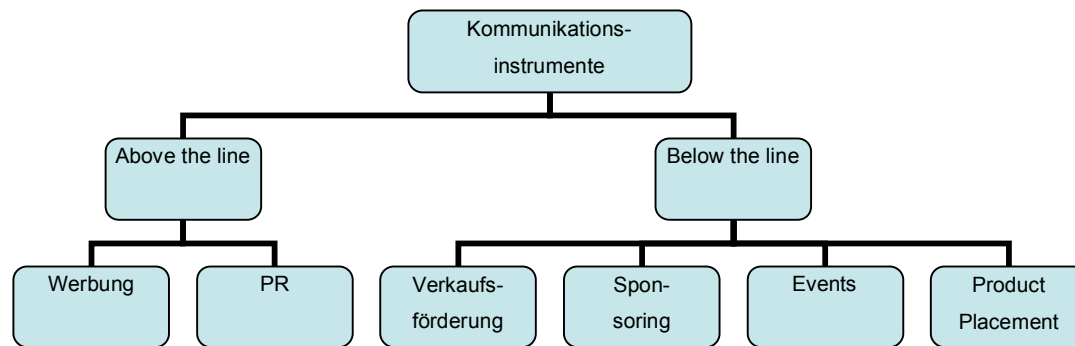 Kommunikations-
instrumente
Above the line
Below the line
Werbung
PR
Verkaufs-
förderung
Spon-
soring
Events
Product
Placement